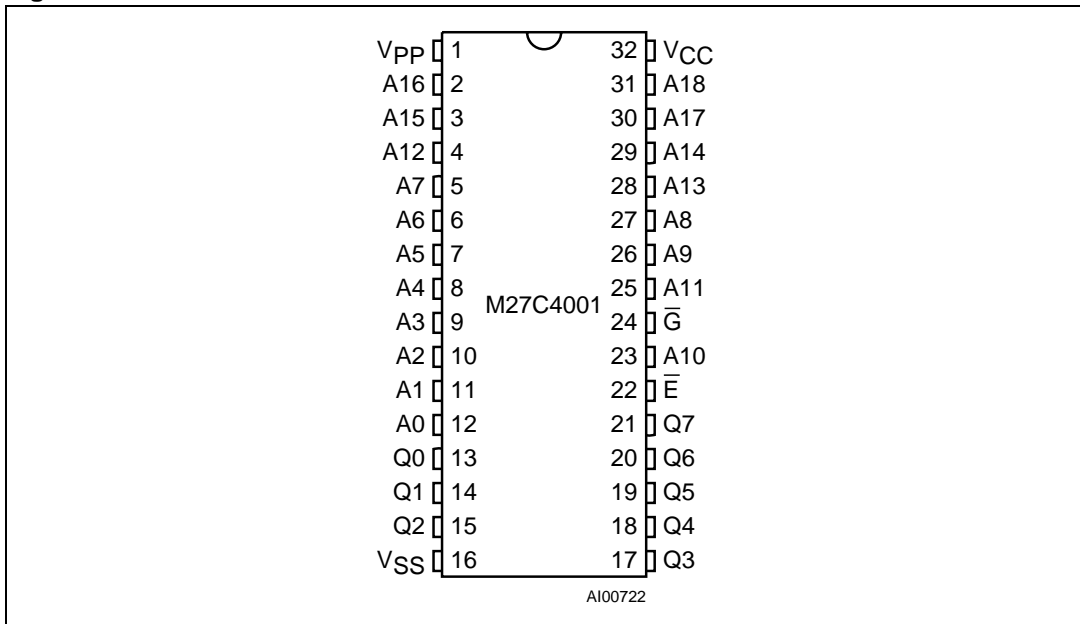 VPP 1 32 VCC
A16 2 31 A18
A15 3 30 A17
A12 4 29 A14
A7 5 28 A13
A6 6 27 A8
A5 7 26 A9
A4 8 25 A11
M27C4001
A3 9 24 G̅
A2 10 23 A10
A1 11 22 E̅
A0 12 21 Q7
Q0 13 20 Q6
Q1 14 19 Q5
Q2 15 18 Q4
VSS 16 17 Q3
AI00722